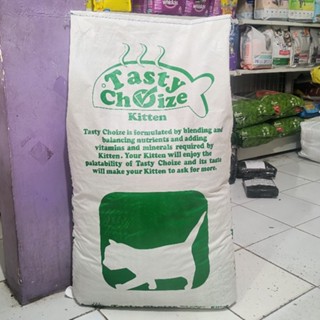 Tasty
Choize
Kitten
Tasty Choize is formulated by blending and
balancing nutrients and adding
vitamins and minerals required by
Kitten. Your Kitten will enjoy the
palatability of Tasty Choize and its taste
will make your Kitten to ask for more.